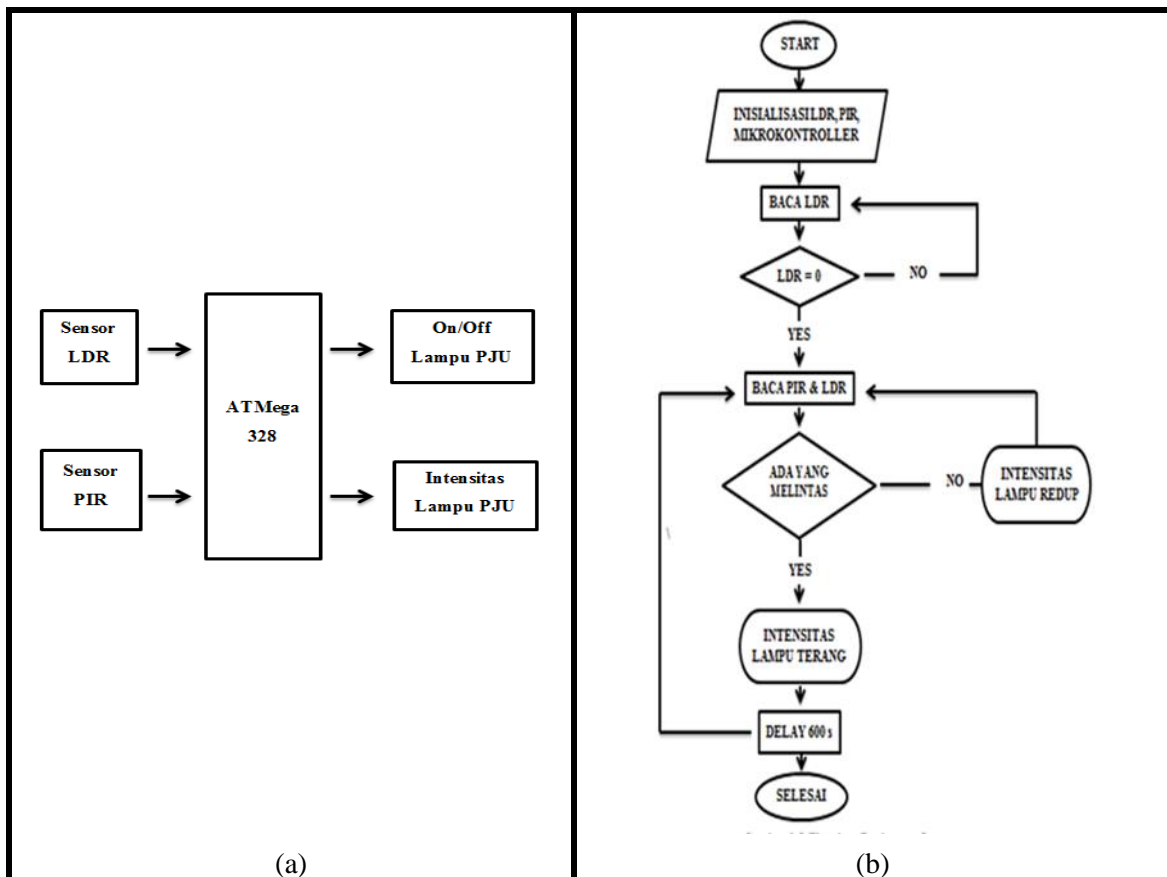 Sensor
LDR
Sensor
PIR
ATMega
328
On/Off
Lampu PJU
Intensitas
Lampu PJU
(a)
START
INISIALISASI LDR, PIR,
MIKROKONTROLLER
BACA LDR
LDR = 0
NO
YES
BACA PIR & LDR
ADA YANG
MELINTAS
NO
INTENSITAS
LAMPU REDUP
YES
INTENSITAS
LAMPU TERANG
DELAY 600 s
SELESAI
(b)